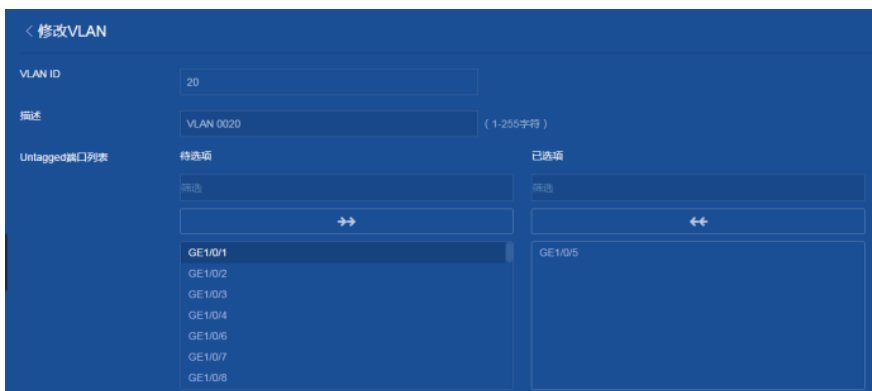 < 修改VLAN
VLAN ID
20
描述
VLAN 0020
( 1-255字符 )
Untagged端口列表
待选项
已选项
筛选
筛选
→→
←←
GE1/0/1
GE1/0/5
GE1/0/2
GE1/0/3
GE1/0/4
GE1/0/6
GE1/0/7
GE1/0/8